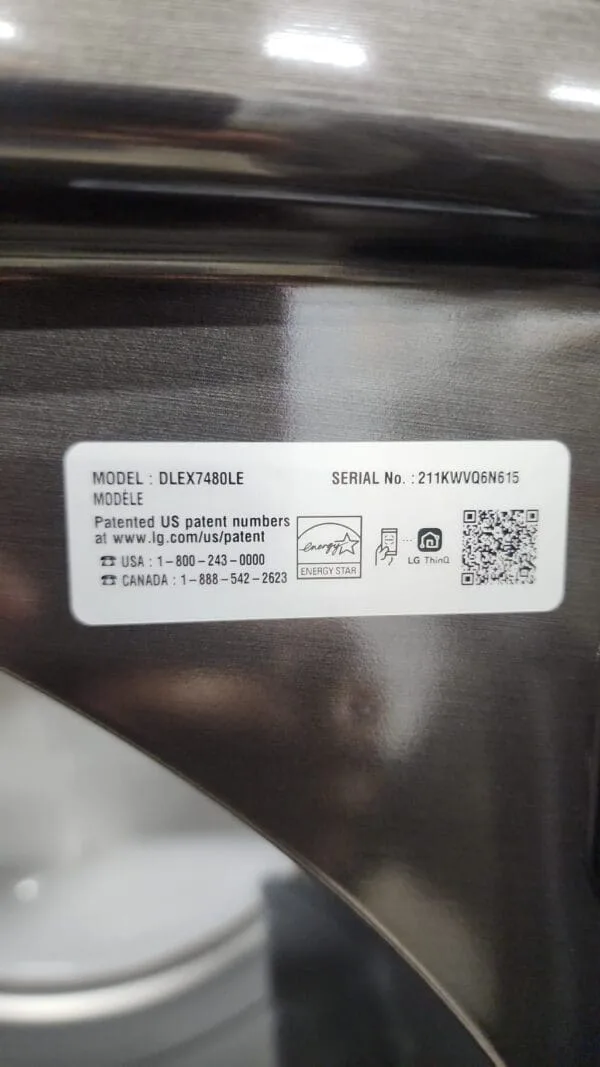 MODEL : DLEX7480LE
MODÈLE
SERIAL No. : 211KWVQ6N615
Patented US patent numbers
at www.lg.com/us/patent
☎ USA : 1-800-243-0000
☎ CANADA : 1-888-542-2623
energy
ENERGY STAR
LG ThinQ